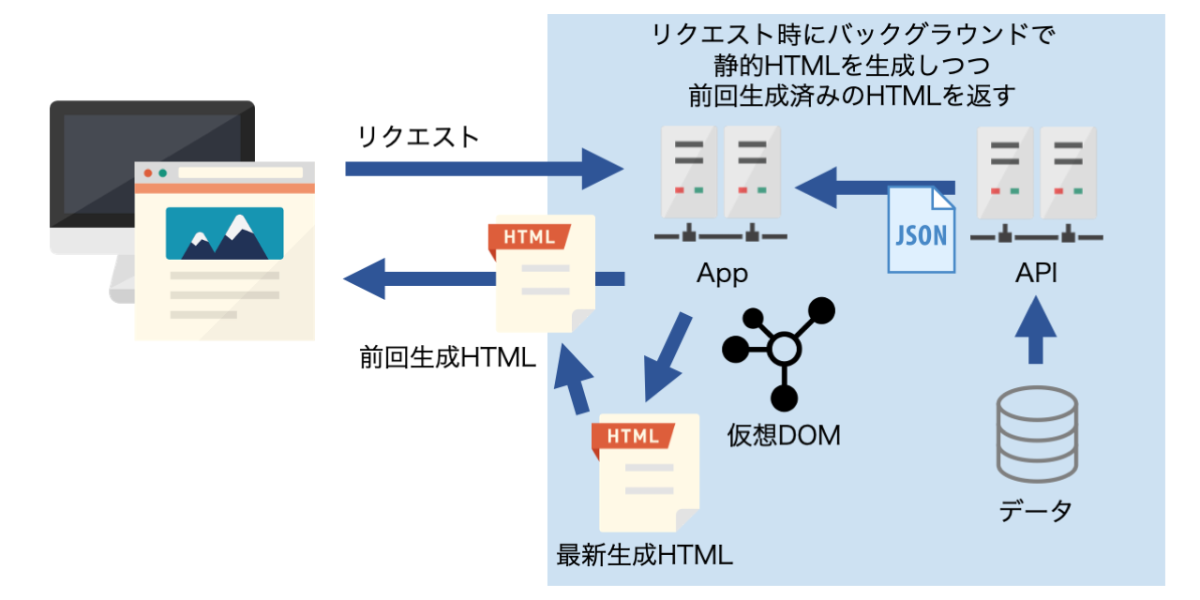 リクエスト時にバックグラウンドで
静的HTMLを生成しつつ
前回生成済みのHTMLを返す
リクエスト
HTML
JSON
App
API
前回生成HTML
HTML
仮想DOM
データ
最新生成HTML